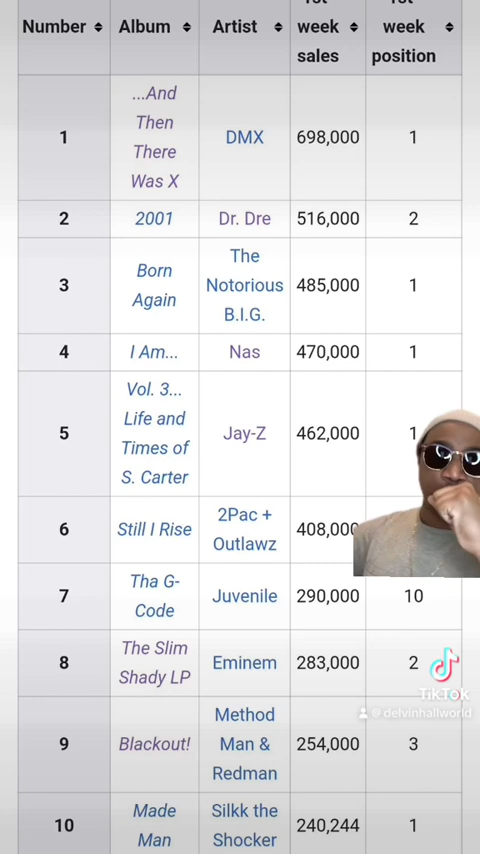 1st 1st
Number Album Artist week week
sales position
...And
Then
1 There DMX 698,000 1
Was X
2 2001 Dr. Dre 516,000 2
The
3 Born Notorious 485,000 1
Again B.I.G.
4 I Am... Nas 470,000 1
Vol. 3...
Life and
5 Times of Jay-Z 462,000 1
S. Carter
6 Still I Rise 2Pac + 408,000
Outlawz
7 Tha G- Juvenile 290,000 10
Code
8 The Slim Eminem 283,000 2
Shady LP
Method
9 Blackout! Man & 254,000 3
Redman
10 Made Silkk the 240,244 1
Man Shocker
TikTok
@delvinhallworld